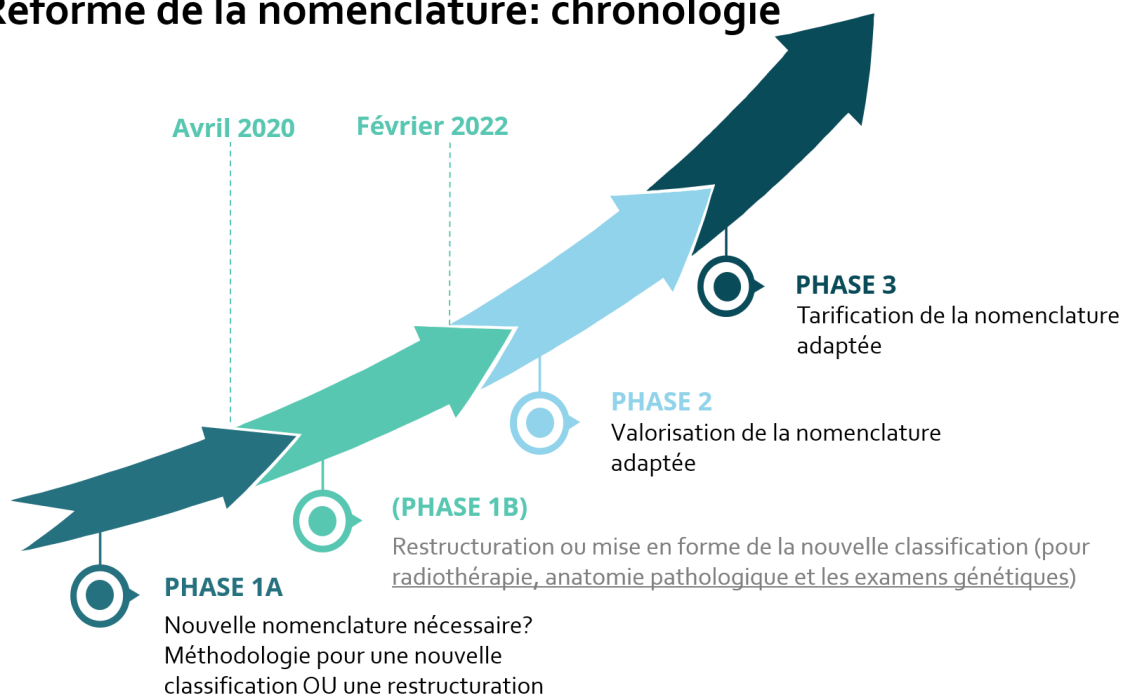 Réforme de la nomenclature: chronologie
Avril 2020
Février 2022
PHASE 3
Tarification de la nomenclature
adaptée
PHASE 2
Valorisation de la nomenclature
adaptée
(PHASE 1B)
Restructuration ou mise en forme de la nouvelle classification (pour
radiothérapie, anatomie pathologique et les examens génétiques)
PHASE 1A
Nouvelle nomenclature nécessaire?
Méthodologie pour une nouvelle
classification OU une restructuration